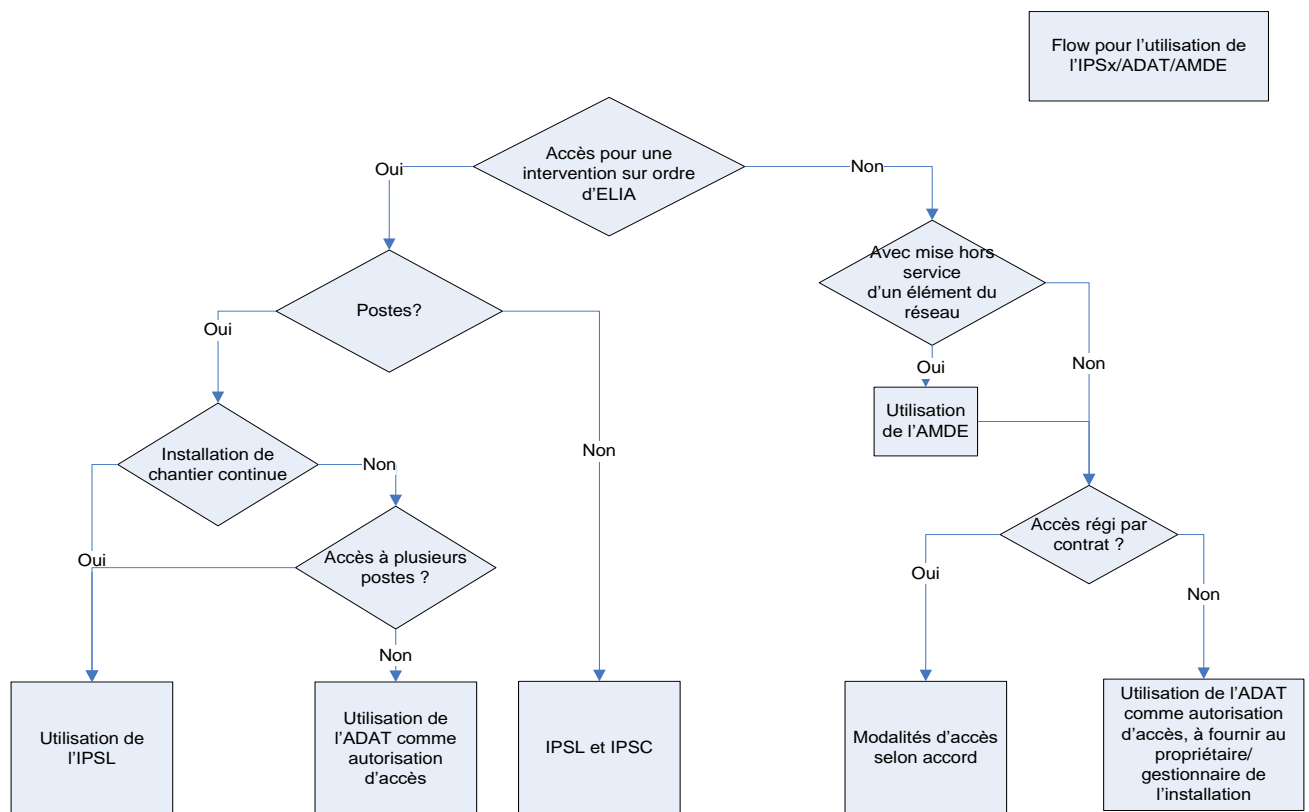 Flow pour l'utilisation de
l'IPSx/ADAT/AMDE
Accès pour une
intervention sur ordre
d'ELIA
Oui
Non
Postes?
Avec mise hors
service
d'un élément du
réseau
Oui
Non
Oui
Non
Utilisation
de l'AMDE
Installation de
chantier continue
Non
Oui
Accès à plusieurs
postes ?
Non
Accès régi par
contrat ?
Oui
Non
Utilisation de
l'IPSL
Utilisation de
l'ADAT comme
autorisation
d'accès
IPSL et IPSC
Modalités d'accès
selon accord
Utilisation de l'ADAT
comme autorisation
d'accès, à fournir au
propriétaire/
gestionnaire de
l'installation